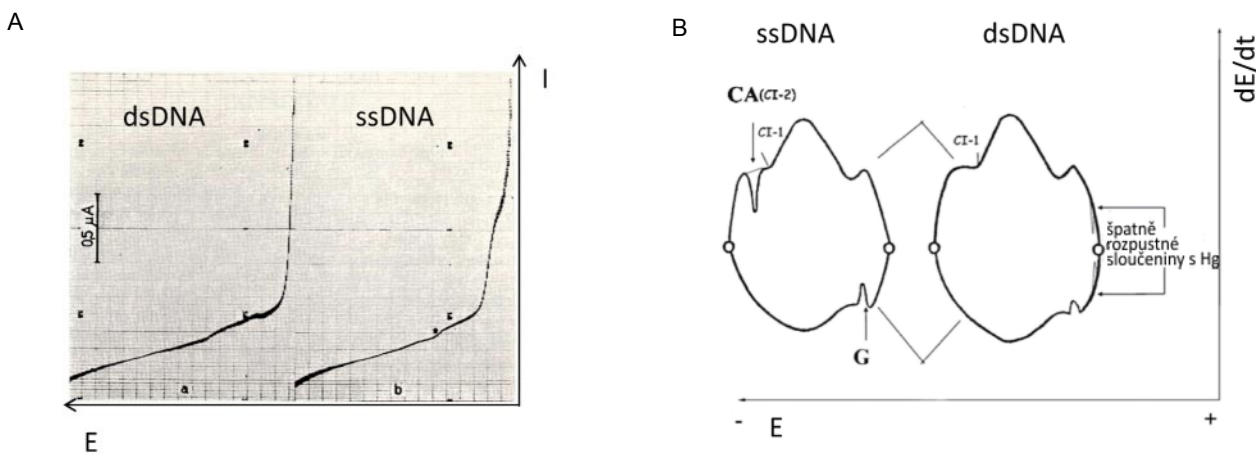 A
I
dsDNA
ssDNA
0,5 µA
a
b
E
B
ssDNA
dsDNA
dE/dt
CA(CI-2)
CI-1
CI-1
špatně
rozpustné
sloučeniny s Hg
G
- E +